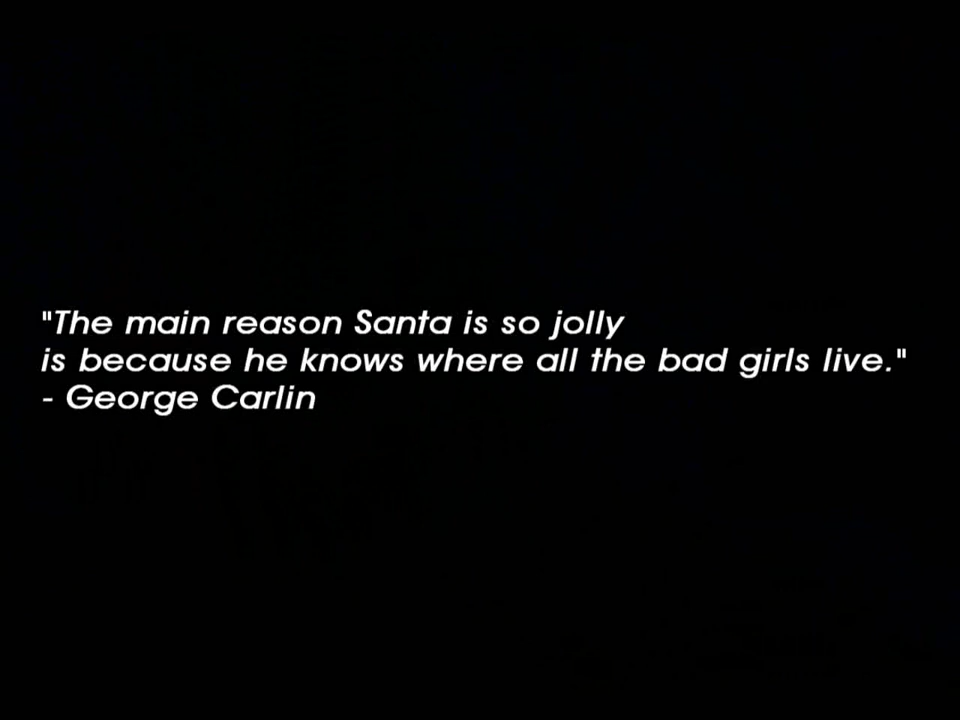 "The main reason Santa is so jolly
is because he knows where all the bad girls live."
- George Carlin